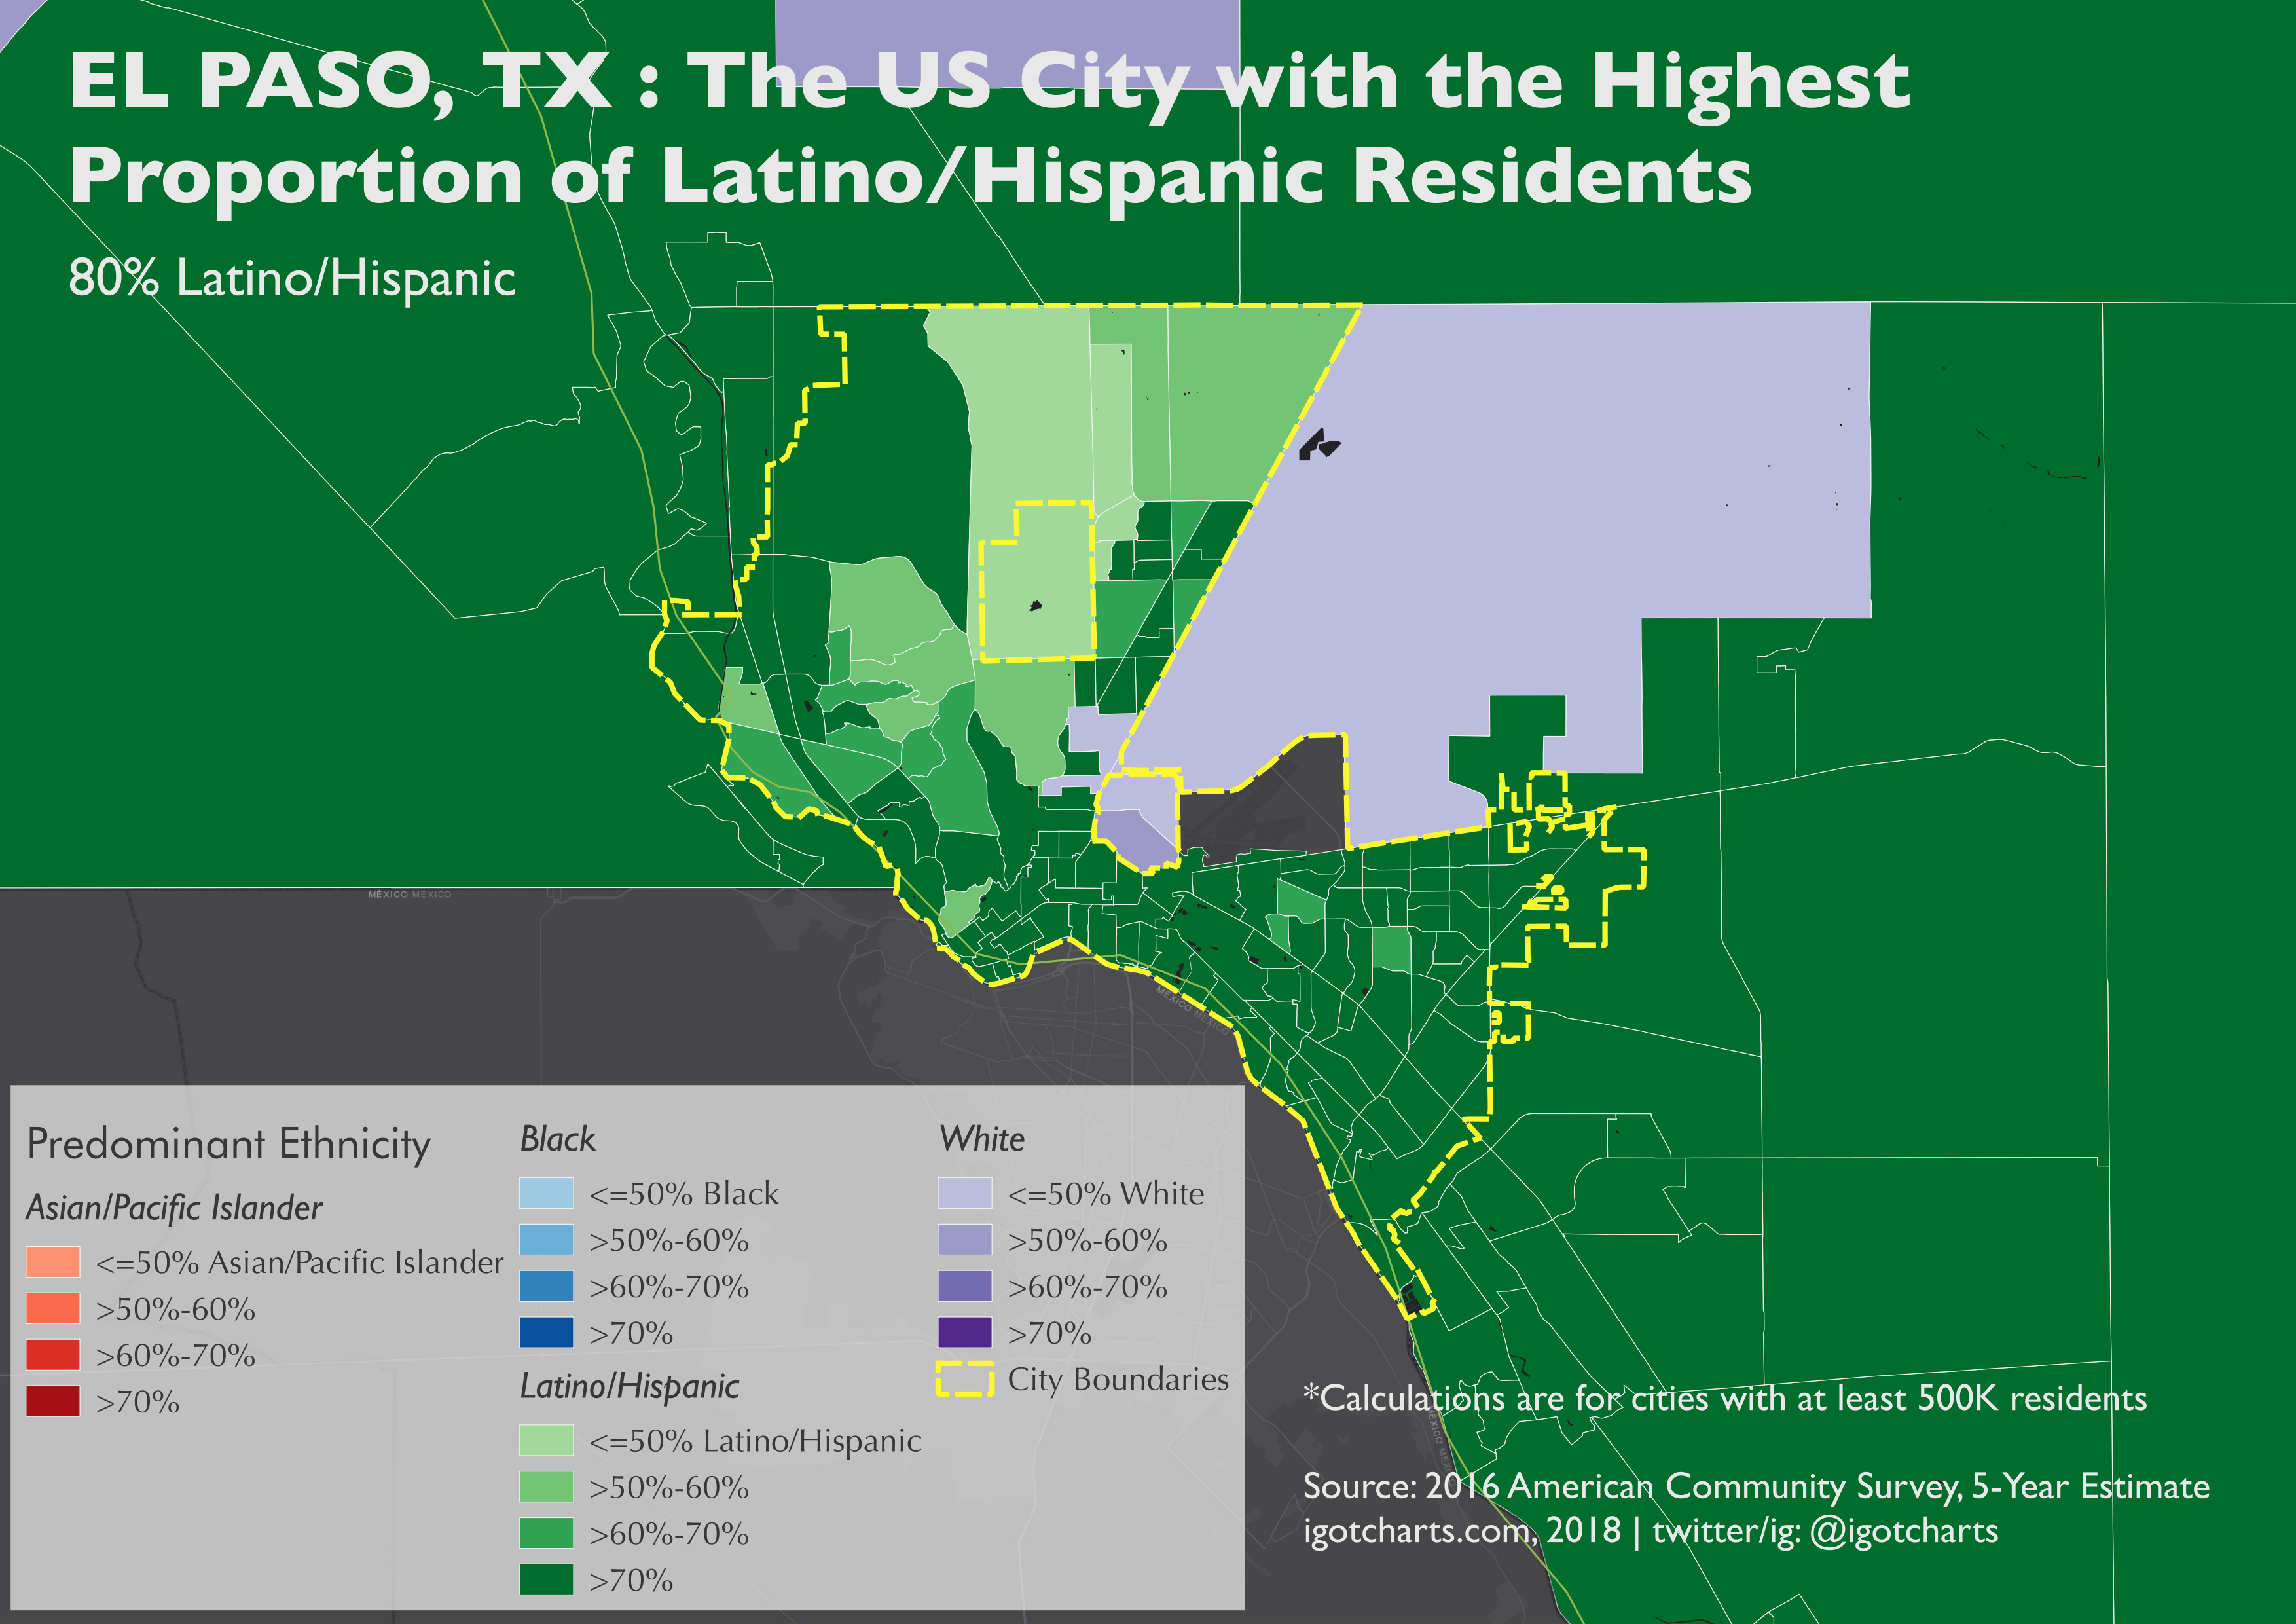 EL PASO, TX : The US City with the Highest
Proportion of Latino/Hispanic Residents
80% Latino/Hispanic
MÉXICO MEXICO
MÉXICO MEXICO
MÉXICO MEXICO
Predominant Ethnicity
Asian/Pacific Islander
<=50% Asian/Pacific Islander
>50%-60%
>60%-70%
>70%
Black
<=50% Black
>50%-60%
>60%-70%
>70%
Latino/Hispanic
<=50% Latino/Hispanic
>50%-60%
>60%-70%
>70%
White
<=50% White
>50%-60%
>60%-70%
>70%
City Boundaries
*Calculations are for cities with at least 500K residents
Source: 2016 American Community Survey, 5-Year Estimate
igotcharts.com, 2018 | twitter/ig: @igotcharts